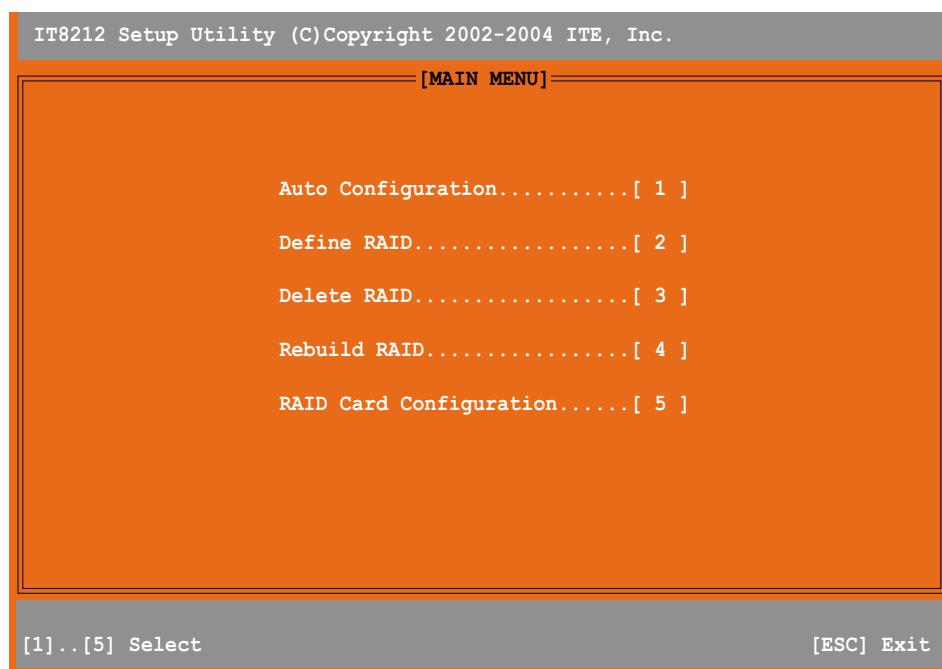 IT8212 Setup Utility (C)Copyright 2002-2004 ITE, Inc.
[MAIN MENU]
Auto Configuration...........[ 1 ]
Define RAID..................[ 2 ]
Delete RAID..................[ 3 ]
Rebuild RAID.................[ 4 ]
RAID Card Configuration......[ 5 ]
[1]..[5] Select [ESC] Exit